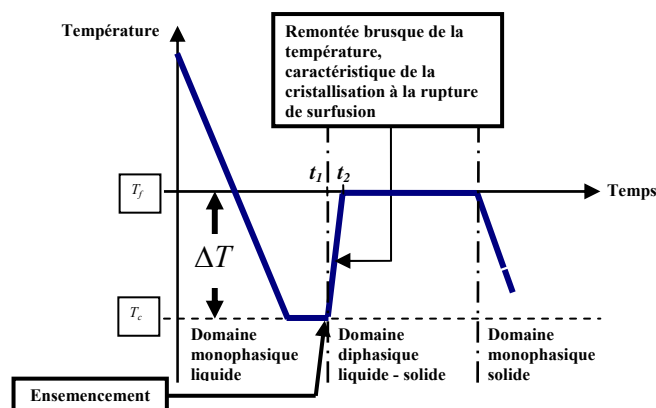 Température
Remontée brusque de la
température,
caractéristique de la
cristallisation à la rupture
de surfusion
t1
t2
Tf
Temps
ΔT
Tc
Domaine
monophasique
liquide
Domaine
diphasique
liquide - solide
Domaine
monophasique
solide
Ensemencement